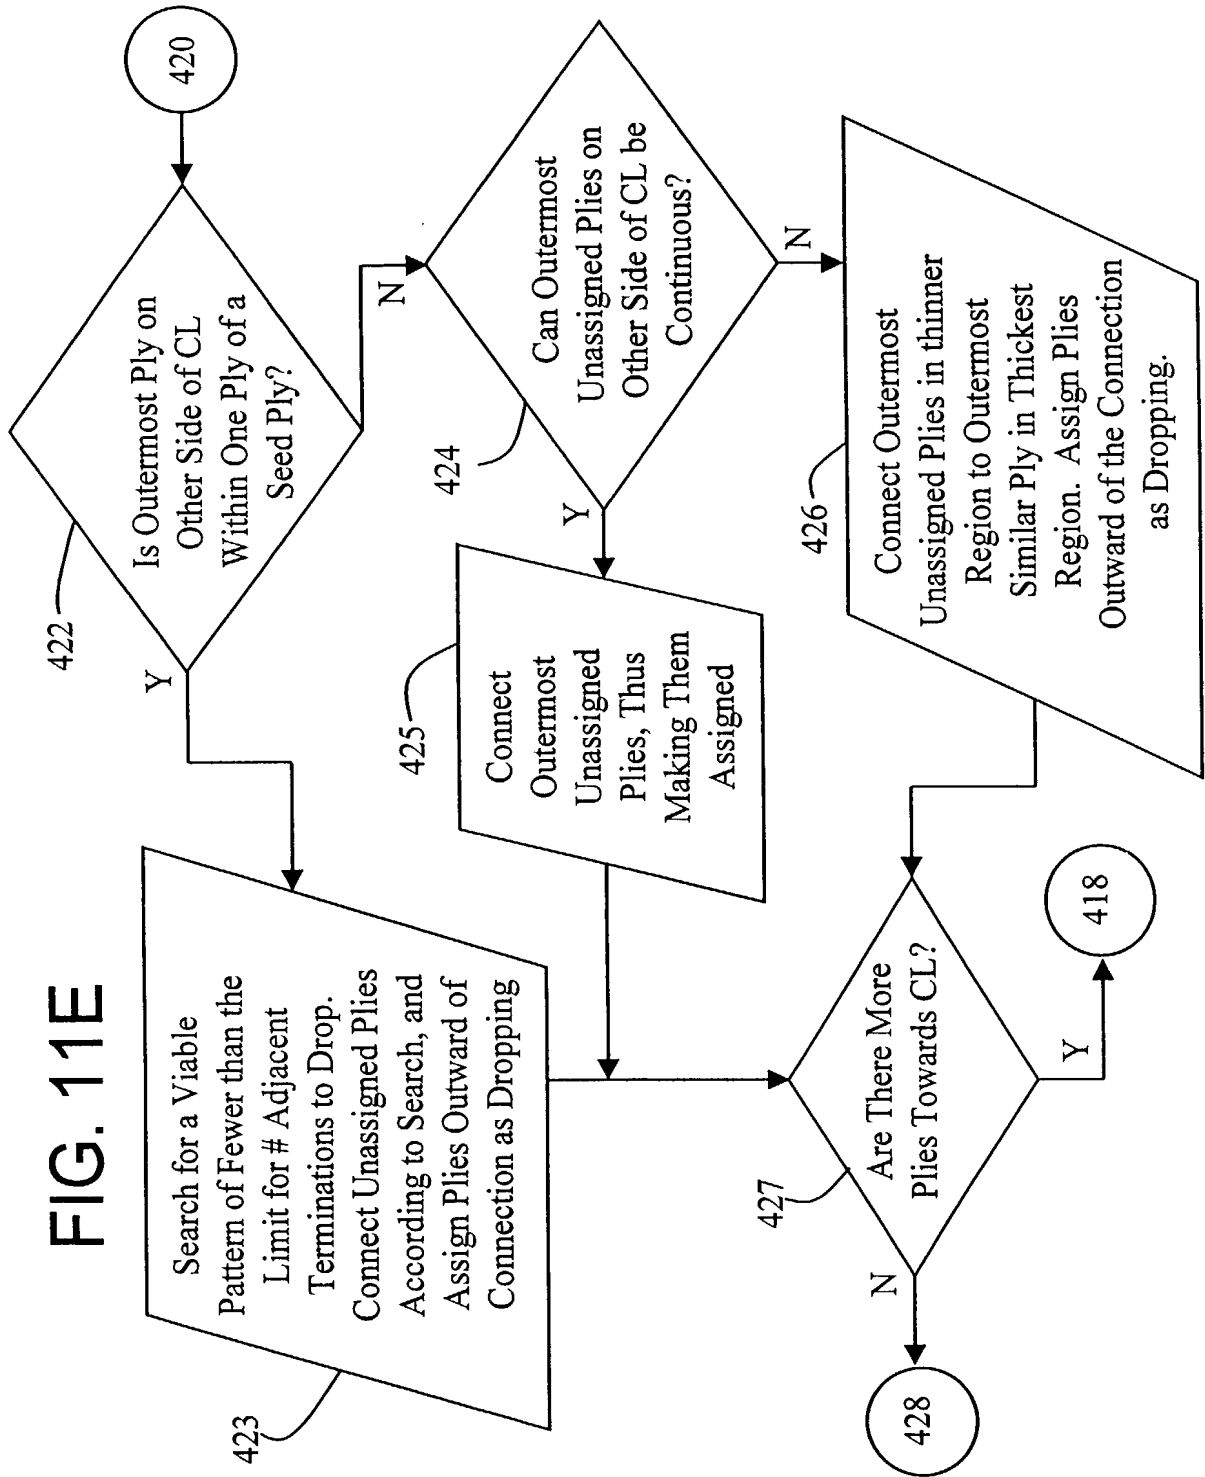 FIG. 11E
420
422
Is Outermost Ply on
Other Side of CL
Within One Ply of a
Seed Ply?
Y
N
423
Search for a Viable
Pattern of Fewer than the
Limit for # Adjacent
Terminations to Drop.
Connect Unassigned Plies
According to Search, and
Assign Plies Outward of
Connection as Dropping
424
Can Outermost
Unassigned Plies on
Other Side of CL be
Continuous?
Y
N
425
Connect
Outermost
Unassigned
Plies, Thus
Making Them
Assigned
426
Connect Outermost
Unassigned Plies in thinner
Region to Outermost
Similar Ply in Thickest
Region. Assign Plies
Outward of the Connection
as Dropping.
427
Are There More
Plies Towards CL?
N
Y
428
418